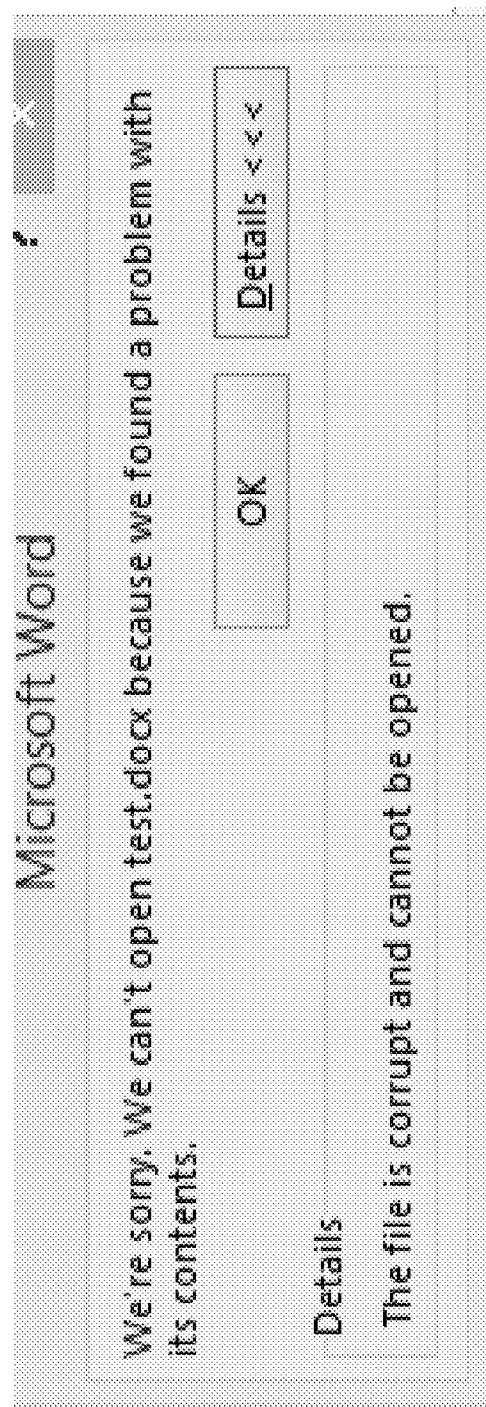 Microsoft Word
? X
We're sorry. We can't open test.docx because we found a problem with
its contents.
OK
Details < < <
Details
The file is corrupt and cannot be opened.